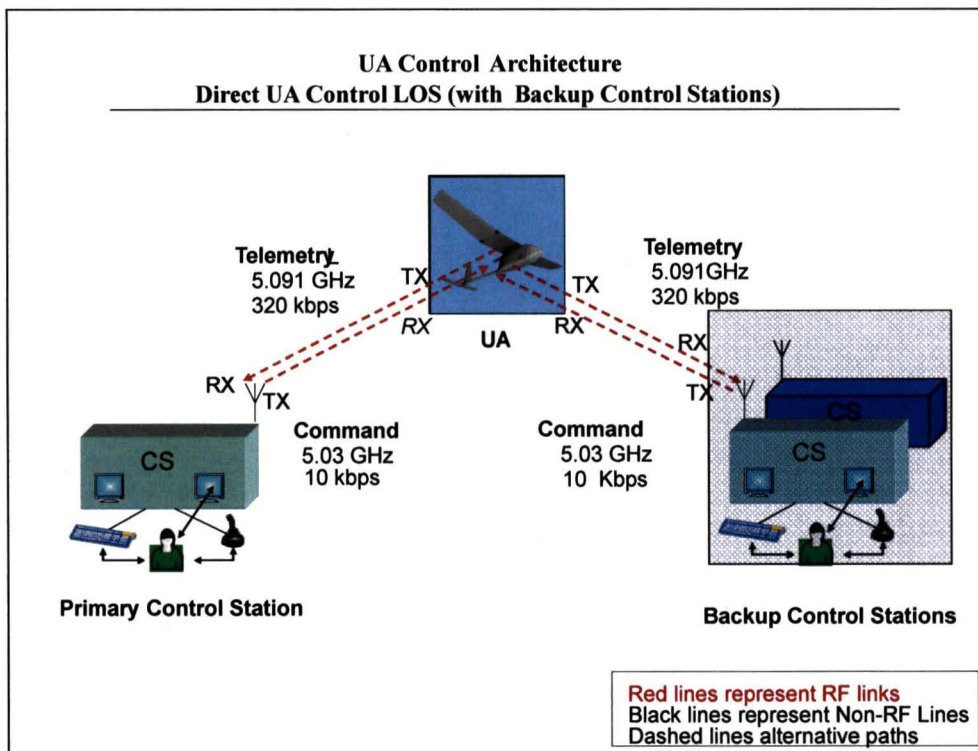 UA Control Architecture
Direct UA Control LOS (with Backup Control Stations)
Telemetry
5.091 GHz
320 kbps
TX
RX
UA
TX
RX
Telemetry
5.091GHz
320 kbps
RX
TX
Command
5.03 GHz
10 kbps
CS
Primary Control Station
RX
TX
Command
5.03 GHz
10 Kbps
CS
CS
Backup Control Stations
Red lines represent RF links
Black lines represent Non-RF Lines
Dashed lines alternative paths